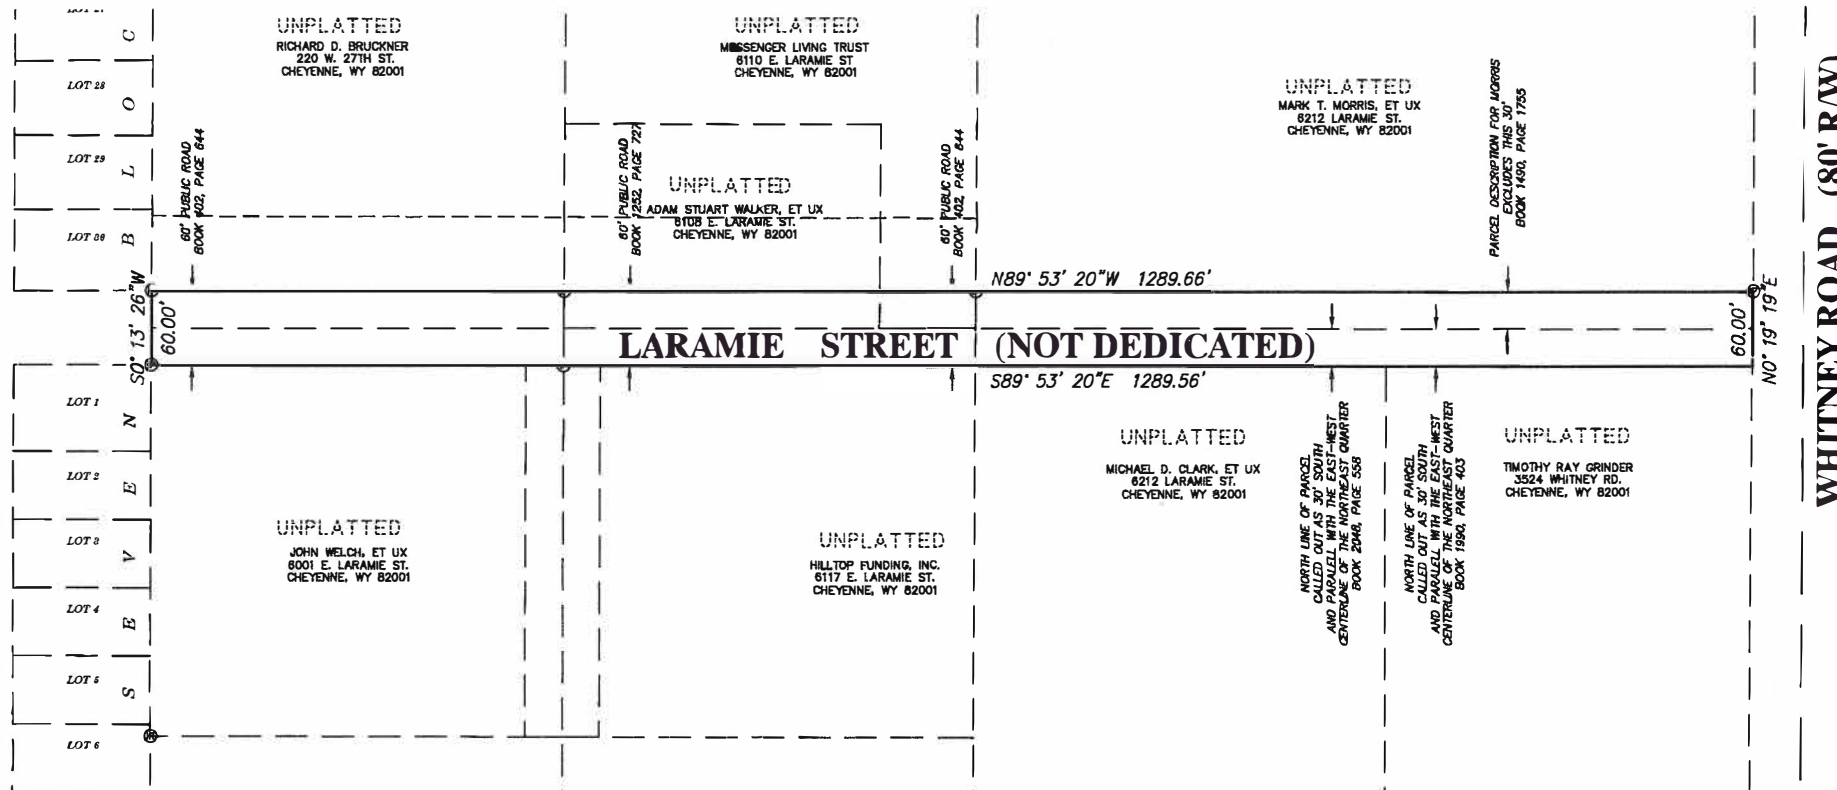 UNPLATTED
RICHARD D. BRUCKNER
220 W. 27TH ST.
CHEYENNE, WY 82001
UNPLATTED
MESSENGER LIVING TRUST
6110 E. LARAMIE ST
CHEYENNE, WY 82001
UNPLATTED
MARK T. MORRIS, ET UX
6212 LARAMIE ST.
CHEYENNE, WY 82001
UNPLATTED
ADAM STUART WALKER, ET UX
6108 E. LARAMIE ST.
CHEYENNE, WY 82001
60' PUBLIC ROAD
BOOK 402, PAGE 644
60' PUBLIC ROAD
BOOK 1252, PAGE 727
60' PUBLIC ROAD
BOOK 402, PAGE 644
PARCEL DESCRIPTION FOR MORRIS
EXCLUDES THIS 30'
BOOK 1490, PAGE 1755
LOT 28
LOT 29
LOT 30
B L O C
N89° 53' 20"W 1289.66'
S0° 13' 26"W
60.00'
LARAMIE STREET (NOT DEDICATED)
60.00'
N0° 19' 19"E
WHITNEY ROAD (80' R/W)
S89° 53' 20"E 1289.56'
LOT 1
LOT 2
LOT 3
LOT 4
LOT 5
LOT 6
S E V E N
UNPLATTED
JOHN WELCH, ET UX
6001 E. LARAMIE ST.
CHEYENNE, WY 82001
UNPLATTED
HILLTOP FUNDING, INC.
6117 E. LARAMIE ST.
CHEYENNE, WY 82001
UNPLATTED
MICHAEL D. CLARK, ET UX
6212 LARAMIE ST.
CHEYENNE, WY 82001
NORTH LINE OF PARCEL
CALLED OUT AS 30' SOUTH
AND PARALELL WITH THE EAST-WEST
CENTERLINE OF THE NORTHEAST QUARTER
BOOK 2048, PAGE 558
NORTH LINE OF PARCEL
CALLED OUT AS 30' SOUTH
AND PARALELL WITH THE EAST-WEST
CENTERLINE OF THE NORTHEAST QUARTER
BOOK 1990, PAGE 403
UNPLATTED
TIMOTHY RAY GRINDER
3524 WHITNEY RD.
CHEYENNE, WY 82001